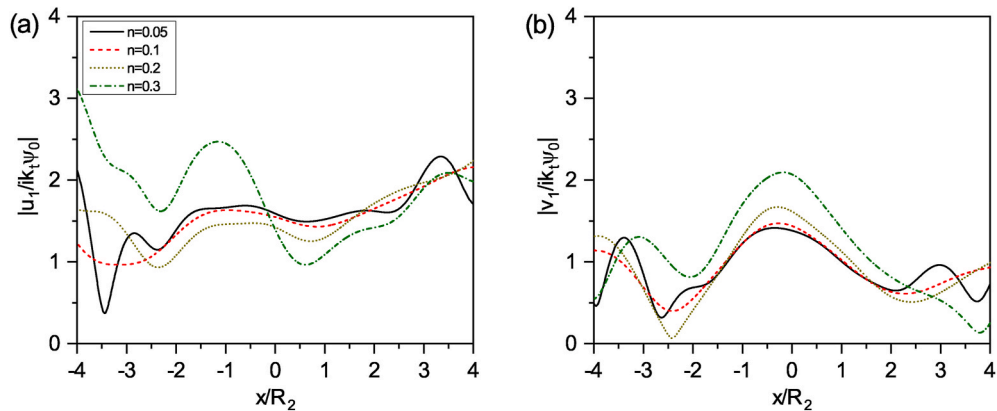 (a)
4
3
2
1
0
|u₁/ikₜψ₀|
n=0.05
n=0.1
n=0.2
n=0.3
-4 -3 -2 -1 0 1 2 3 4
x/R₂
(b)
4
3
2
1
0
|v₁/ikₜψ₀|
-4 -3 -2 -1 0 1 2 3 4
x/R₂